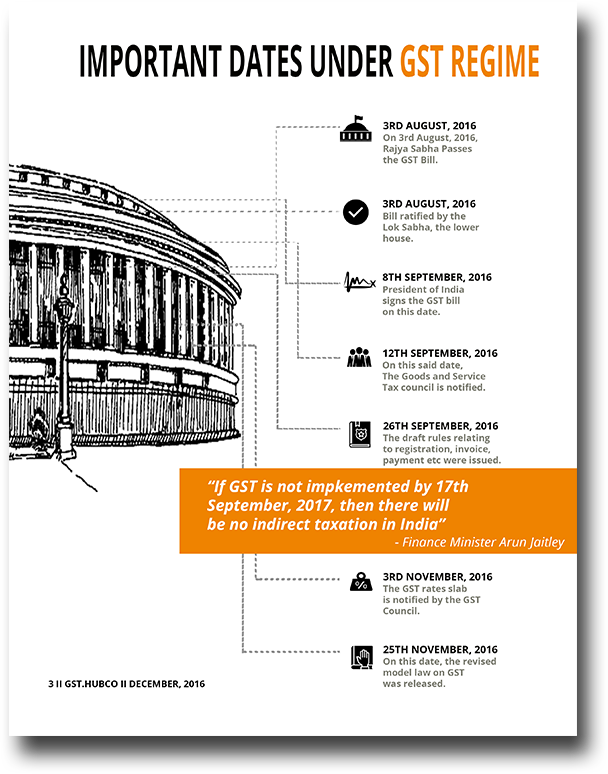 IMPORTANT DATES UNDER GST REGIME
3RD AUGUST, 2016
On 3rd August, 2016,
Rajya Sabha Passes
the GST Bill.
3RD AUGUST, 2016
Bill ratified by the
Lok Sabha, the lower
house.
8TH SEPTEMBER, 2016
President of India
signs the GST bill
on this date.
12TH SEPTEMBER, 2016
On this said date,
The Goods and Service
Tax council is notified.
26TH SEPTEMBER, 2016
The draft rules relating
to registration, invoice,
payment etc were issued.
“If GST is not impkemented by 17th
September, 2017, then there will
be no indirect taxation in India”
- Finance Minister Arun Jaitley
3RD NOVEMBER, 2016
The GST rates slab
is notified by the GST
Council.
25TH NOVEMBER, 2016
On this date, the revised
model law on GST
was released.
3 II GST.HUBCO II DECEMBER, 2016